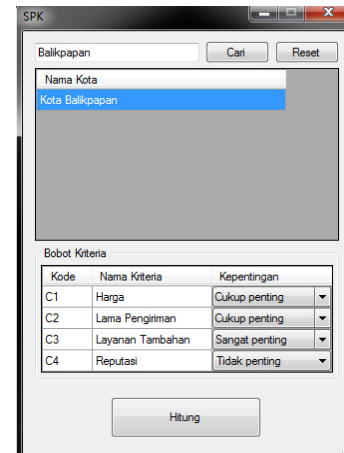 SPK
Balikpapan Cari Reset
Nama Kota
Kota Balikpapan
Bobot Kriteria
Kode Nama Kriteria Kepentingan
C1 Harga Cukup penting
C2 Lama Pengiriman Cukup penting
C3 Layanan Tambahan Sangat penting
C4 Reputasi Tidak penting
Hitung